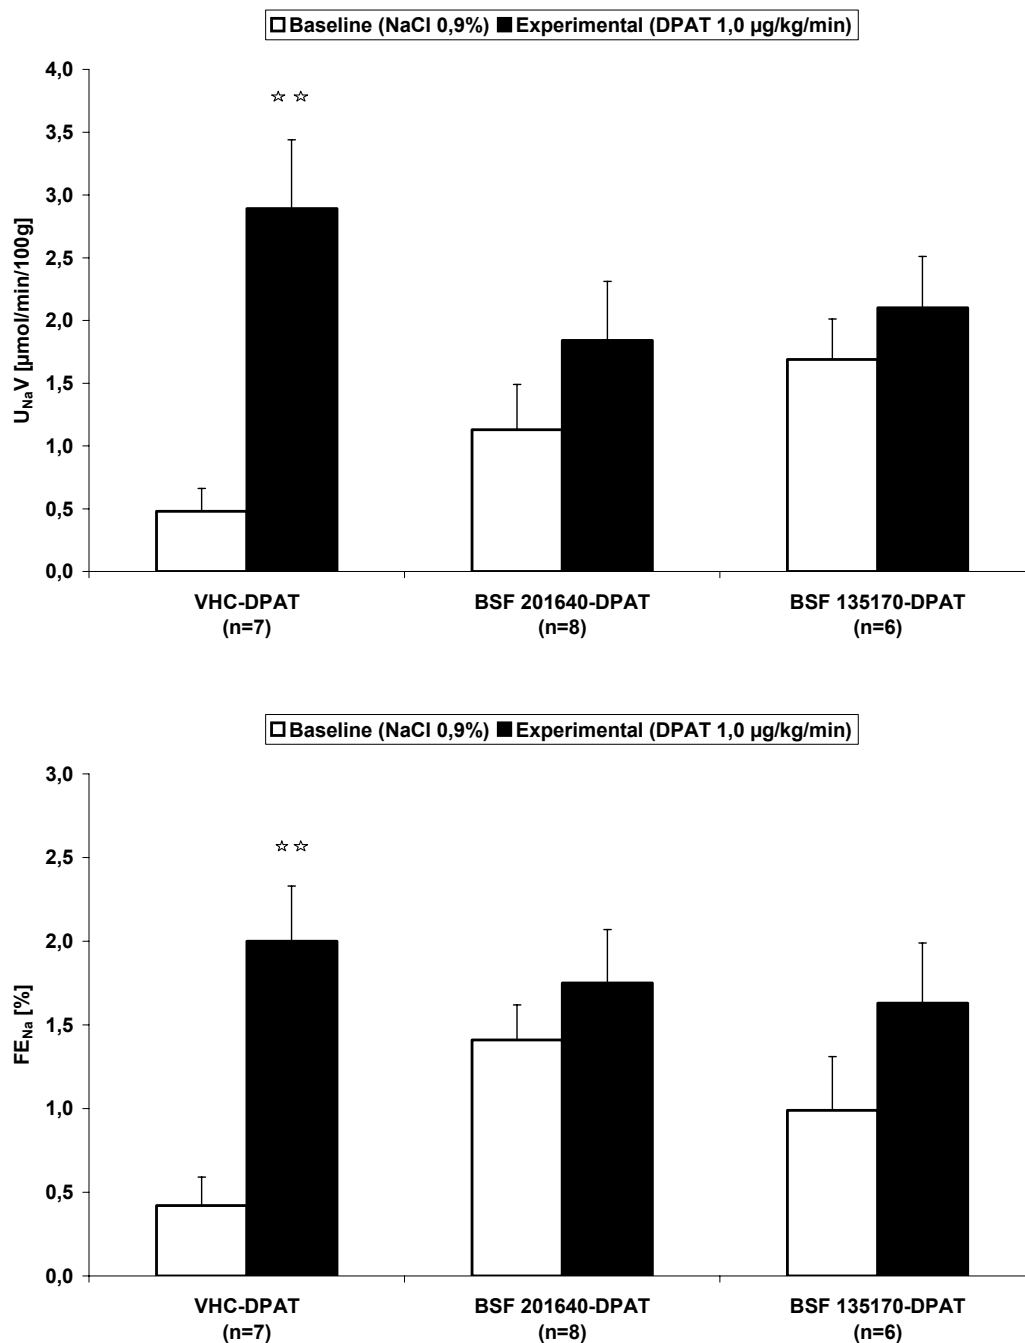 Baseline (NaCl 0,9%) Experimental (DPAT 1,0 µg/kg/min)
4,0
3,5
3,0
2,5
2,0
1,5
1,0
0,5
0,0
UNaV [µmol/min/100g]
☆☆
VHC-DPAT BSF 201640-DPAT BSF 135170-DPAT
(n=7) (n=8) (n=6)
Baseline (NaCl 0,9%) Experimental (DPAT 1,0 µg/kg/min)
3,0
2,5
2,0
1,5
1,0
0,5
0,0
FENa [%]
☆☆
VHC-DPAT BSF 201640-DPAT BSF 135170-DPAT
(n=7) (n=8) (n=6)